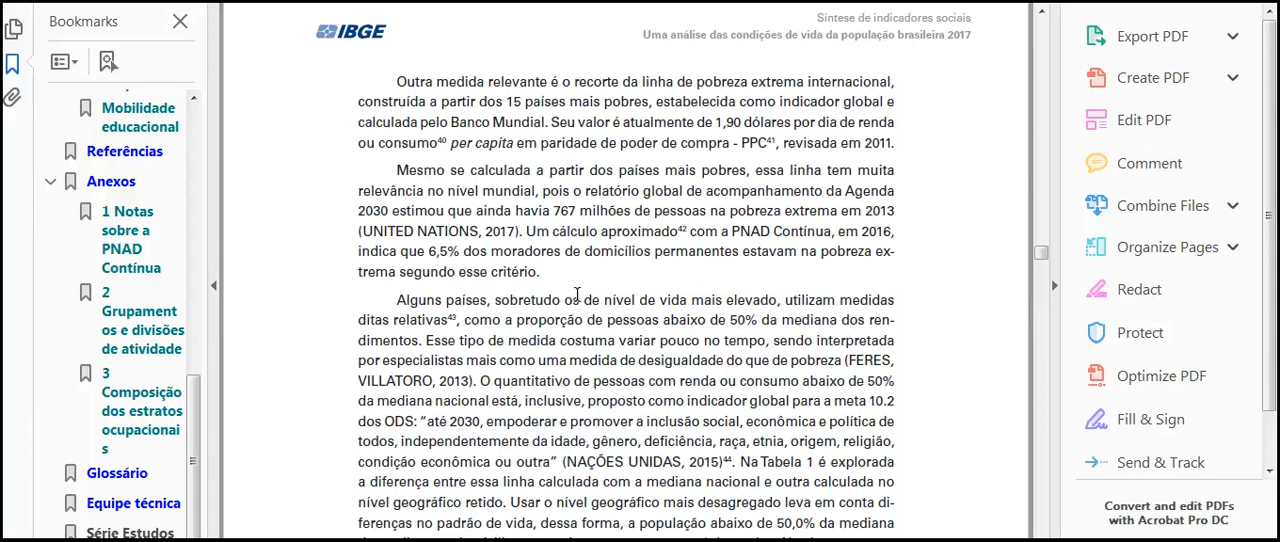 Bookmarks
Mobilidade
educacional
Referências
Anexos
1 Notas
sobre a
PNAD
Contínua
2
Grupament
os e divisões
de atividade
3
Composição
dos estratos
ocupacionai
s
Glossário
Equipe técnica
Série Estudos
IBGE
Síntese de indicadores sociais
Uma análise das condições de vida da população brasileira 2017
Outra medida relevante é o recorte da linha de pobreza extrema internacional,
construída a partir dos 15 países mais pobres, estabelecida como indicador global e
calculada pelo Banco Mundial. Seu valor é atualmente de 1,90 dólares por dia de renda
ou consumo⁴⁰ per capita em paridade de poder de compra - PPC⁴¹, revisada em 2011.
Mesmo se calculada a partir dos países mais pobres, essa linha tem muita
relevância no nível mundial, pois o relatório global de acompanhamento da Agenda
2030 estimou que ainda havia 767 milhões de pessoas na pobreza extrema em 2013
(UNITED NATIONS, 2017). Um cálculo aproximado⁴² com a PNAD Contínua, em 2016,
indica que 6,5% dos moradores de domicílios permanentes estavam na pobreza ex-
trema segundo esse critério.
Alguns países, sobretudo os de nível de vida mais elevado, utilizam medidas
ditas relativas⁴³, como a proporção de pessoas abaixo de 50% da mediana dos ren-
dimentos. Esse tipo de medida costuma variar pouco no tempo, sendo interpretada
por especialistas mais como uma medida de desigualdade do que de pobreza (FERES,
VILLATORO, 2013). O quantitativo de pessoas com renda ou consumo abaixo de 50%
da mediana nacional está, inclusive, proposto como indicador global para a meta 10.2
dos ODS: “até 2030, empoderar e promover a inclusão social, econômica e política de
todos, independentemente da idade, gênero, deficiência, raça, etnia, origem, religião,
condição econômica ou outra” (NAÇÕES UNIDAS, 2015)⁴⁴. Na Tabela 1 é explorada
a diferença entre essa linha calculada com a mediana nacional e outra calculada no
nível geográfico retido. Usar o nível geográfico mais desagregado leva em conta di-
ferenças no padrão de vida, dessa forma, a população abaixo de 50,0% da mediana
Export PDF
Create PDF
Edit PDF
Comment
Combine Files
Organize Pages
Redact
Protect
Optimize PDF
Fill & Sign
Send & Track
Convert and edit PDFs
with Acrobat Pro DC